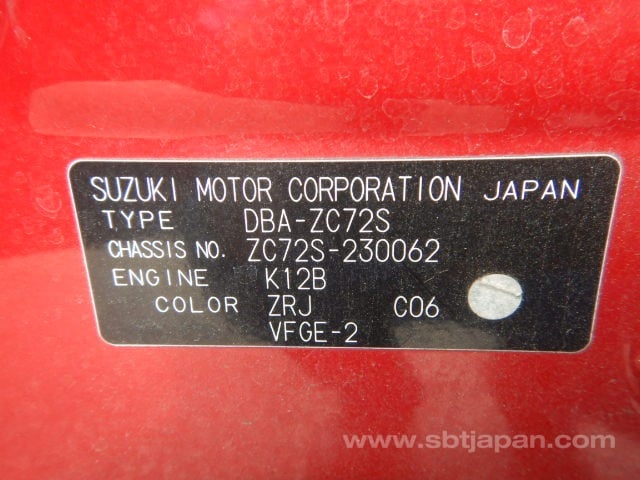 SUZUKI MOTOR CORPORATION JAPAN
TYPE DBA-ZC72S
CHASSIS NO. ZC72S-230062
ENGINE K12B
COLOR ZRJ C06
VFGE-2
www.sbtjapan.com